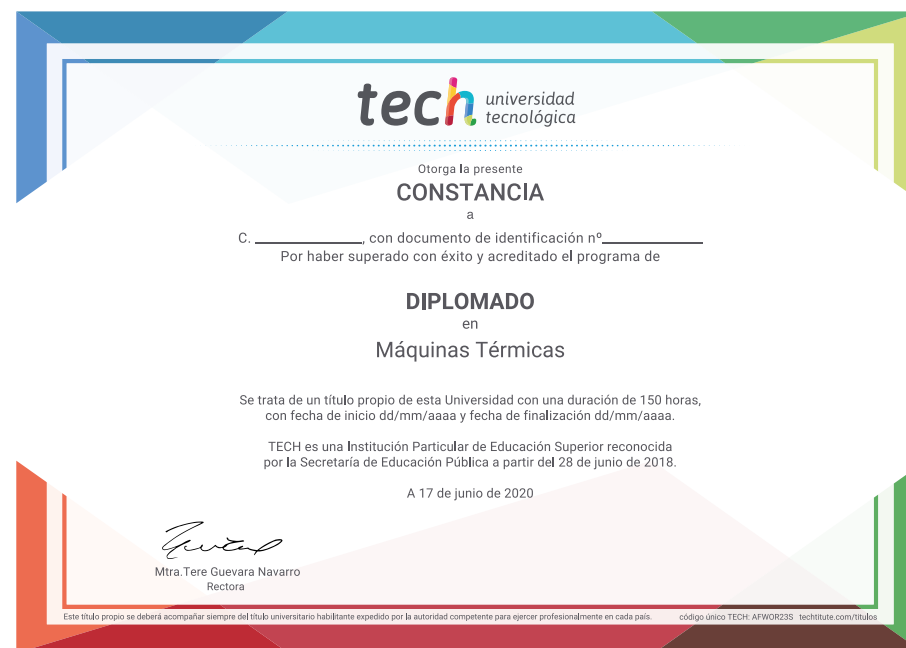 tech universidad
tecnológica
Otorga la presente
CONSTANCIA
a
C. ____________, con documento de identificación nº____________
Por haber superado con éxito y acreditado el programa de
DIPLOMADO
en
Máquinas Térmicas
Se trata de un título propio de esta Universidad con una duración de 150 horas,
con fecha de inicio dd/mm/aaaa y fecha de finalización dd/mm/aaaa.
TECH es una Institución Particular de Educación Superior reconocida
por la Secretaría de Educación Pública a partir del 28 de junio de 2018.
A 17 de junio de 2020
Mtra.Tere Guevara Navarro
Rectora
Este título propio se deberá acompañar siempre del título universitario habilitante expedido por la autoridad competente para ejercer profesionalmente en cada país. código único TECH: AFWOR23S techtitute.com/titulos